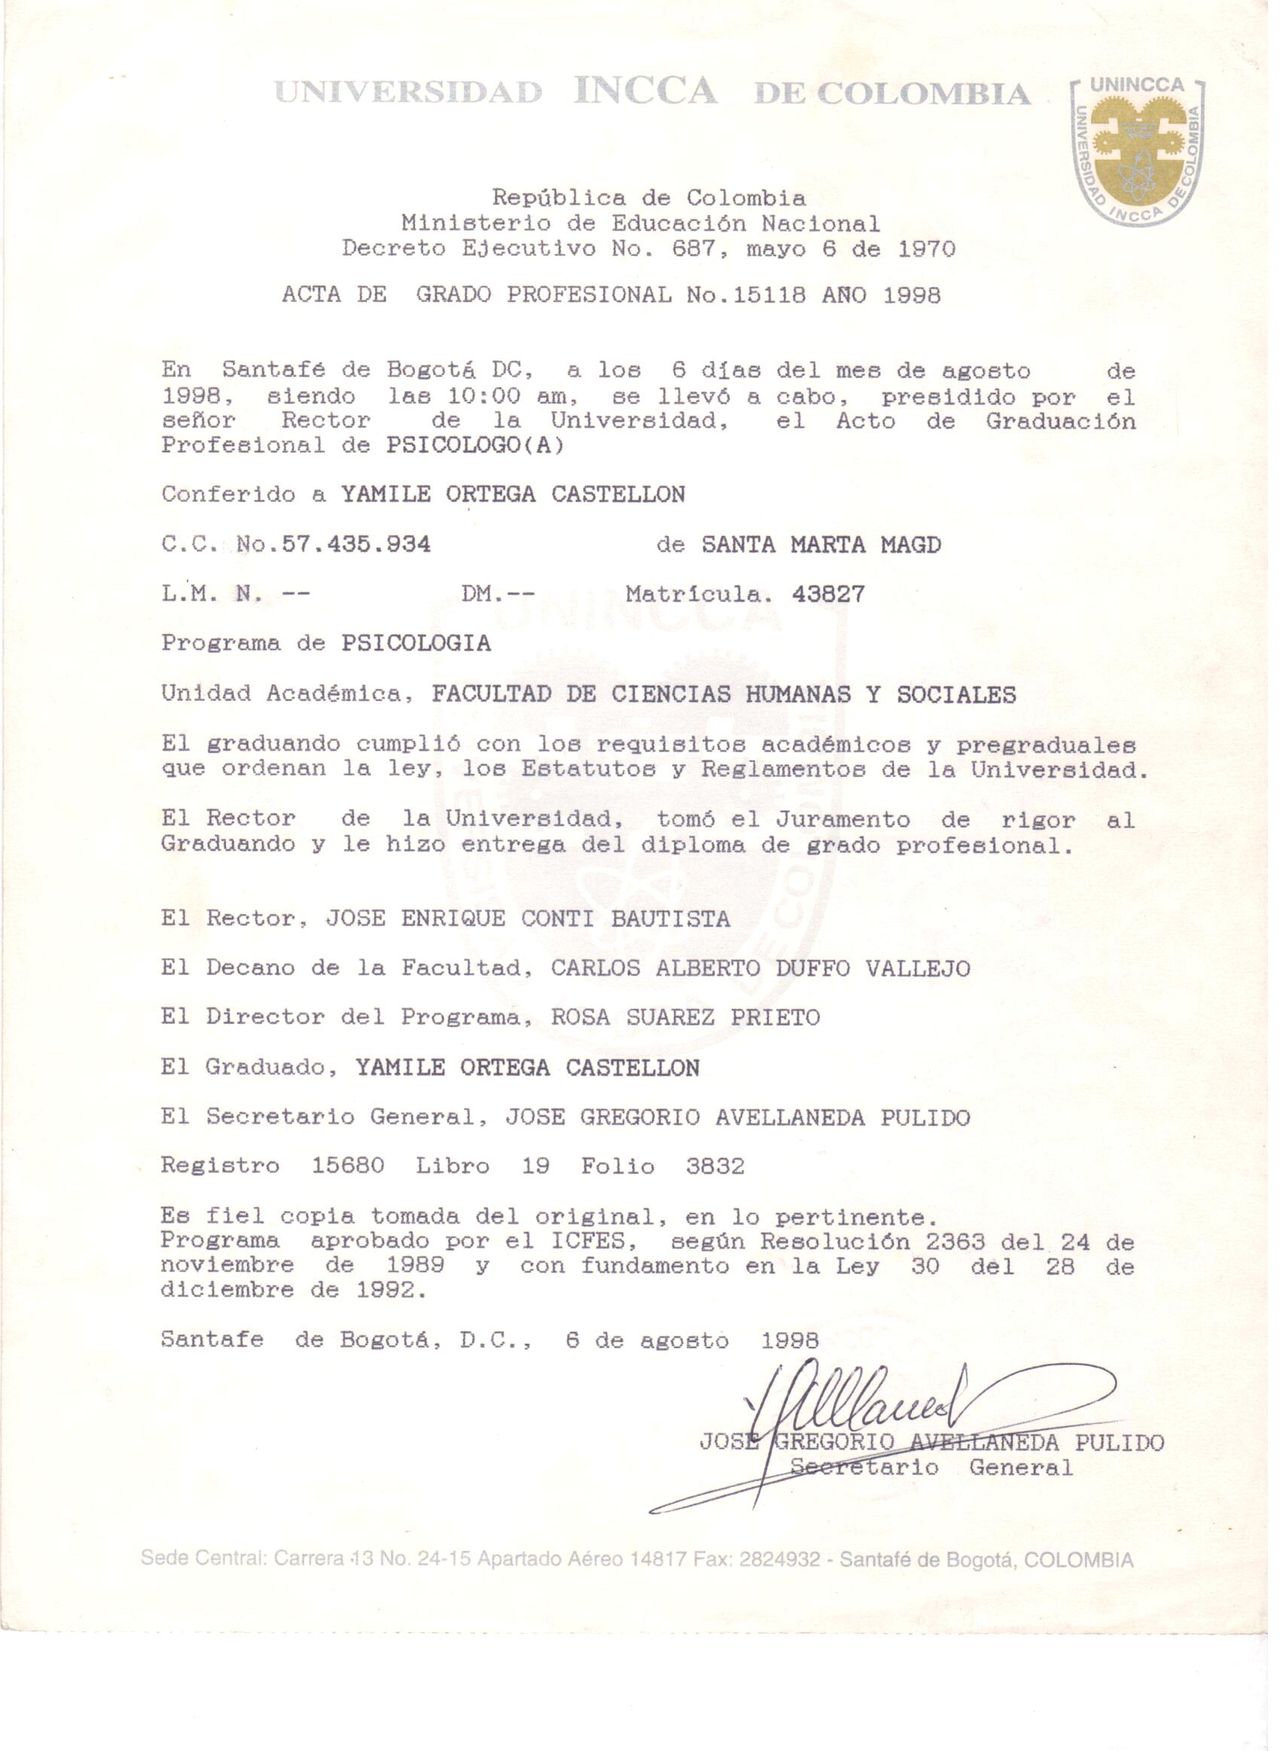 UNIVERSIDAD INCCA DE COLOMBIA
UNINCCA
UNIVERSIDAD INCCA DE COLOMBIA
República de Colombia
Ministerio de Educación Nacional
Decreto Ejecutivo No. 687, mayo 6 de 1970
ACTA DE GRADO PROFESIONAL No.15118 AÑO 1998
En Santafé de Bogotá DC, a los 6 días del mes de agosto de
1998, siendo las 10:00 am, se llevó a cabo, presidido por el
señor Rector de la Universidad, el Acto de Graduación
Profesional de PSICOLOGO(A)
Conferido a YAMILE ORTEGA CASTELLON
C.C. No.57.435.934 de SANTA MARTA MAGD
L.M. N. -- DM.-- Matrícula. 43827
Programa de PSICOLOGIA
Unidad Académica, FACULTAD DE CIENCIAS HUMANAS Y SOCIALES
El graduando cumplió con los requisitos académicos y pregraduales
que ordenan la ley, los Estatutos y Reglamentos de la Universidad.
El Rector de la Universidad, tomó el Juramento de rigor al
Graduando y le hizo entrega del diploma de grado profesional.
El Rector, JOSE ENRIQUE CONTI BAUTISTA
El Decano de la Facultad, CARLOS ALBERTO DUFFO VALLEJO
El Director del Programa, ROSA SUAREZ PRIETO
El Graduado, YAMILE ORTEGA CASTELLON
El Secretario General, JOSE GREGORIO AVELLANEDA PULIDO
Registro 15680 Libro 19 Folio 3832
Es fiel copia tomada del original, en lo pertinente.
Programa aprobado por el ICFES, según Resolución 2363 del 24 de
noviembre de 1989 y con fundamento en la Ley 30 del 28 de
diciembre de 1992.
Santafe de Bogotá, D.C., 6 de agosto 1998
JOSE GREGORIO AVELLANEDA PULIDO
Secretario General
Sede Central: Carrera 13 No. 24-15 Apartado Aéreo 14817 Fax: 2824932 - Santafé de Bogotá, COLOMBIA